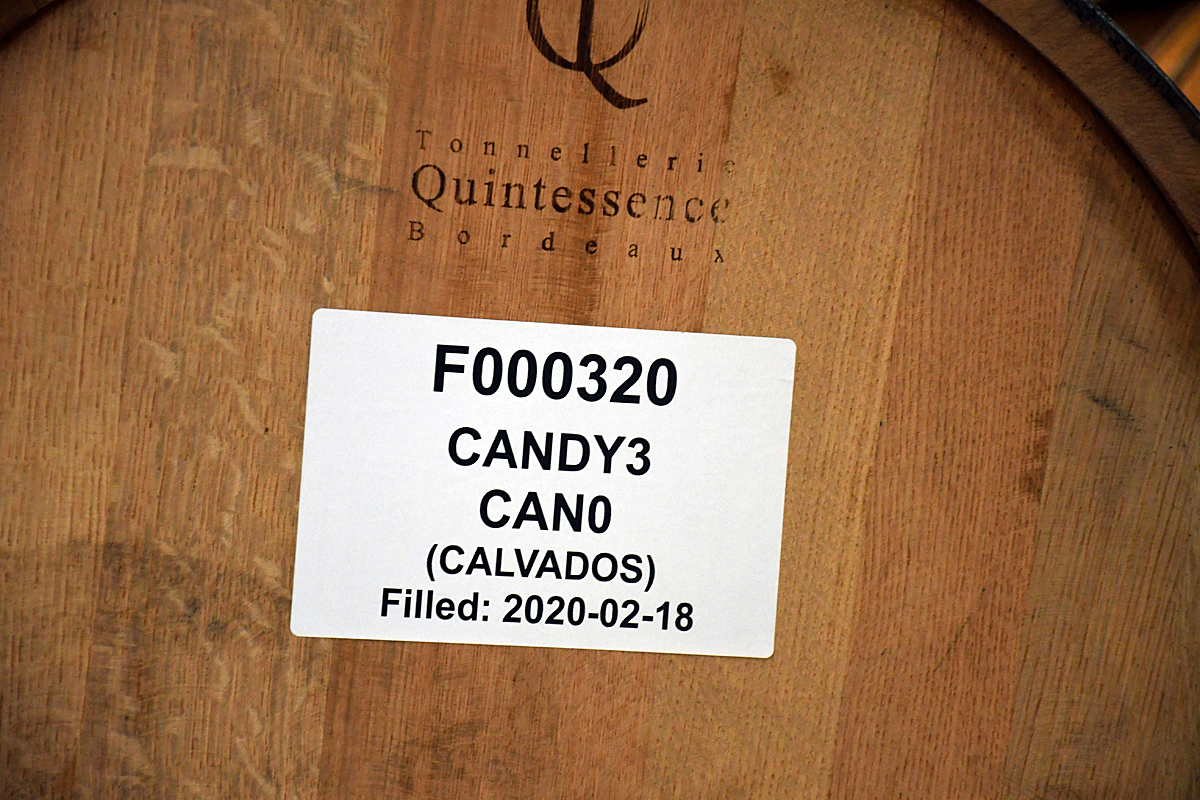 Q
Tonnellerie
Quintessence
Bordeaux
F000320
CANDY3
CAN0
(CALVADOS)
Filled: 2020-02-18